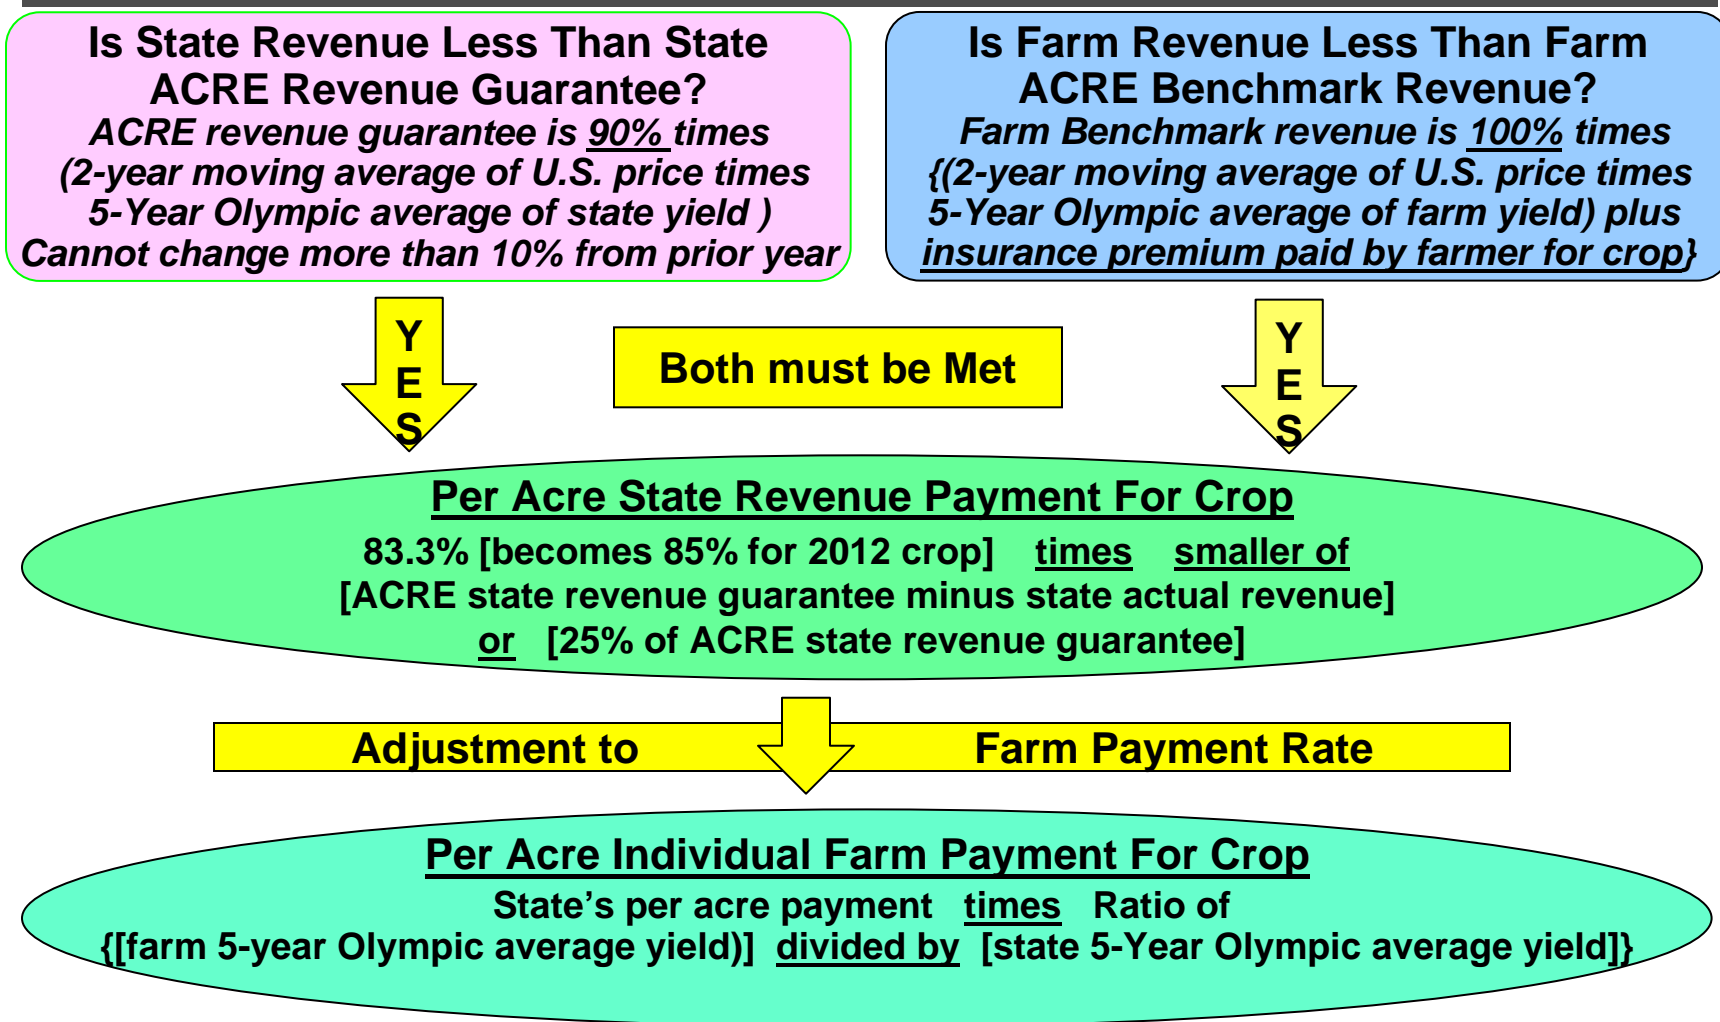 Is State Revenue Less Than State
ACRE Revenue Guarantee?
ACRE revenue guarantee is 90% times
(2-year moving average of U.S. price times
5-Year Olympic average of state yield )
Cannot change more than 10% from prior year
Is Farm Revenue Less Than Farm
ACRE Benchmark Revenue?
Farm Benchmark revenue is 100% times
{(2-year moving average of U.S. price times
5-Year Olympic average of farm yield) plus
insurance premium paid by farmer for crop}
Y
E
S
Both must be Met
Y
E
S
Per Acre State Revenue Payment For Crop
83.3% [becomes 85% for 2012 crop] times smaller of
[ACRE state revenue guarantee minus state actual revenue]
or [25% of ACRE state revenue guarantee]
Adjustment to Farm Payment Rate
Per Acre Individual Farm Payment For Crop
State’s per acre payment times Ratio of
{[farm 5-year Olympic average yield)] divided by [state 5-Year Olympic average yield]}